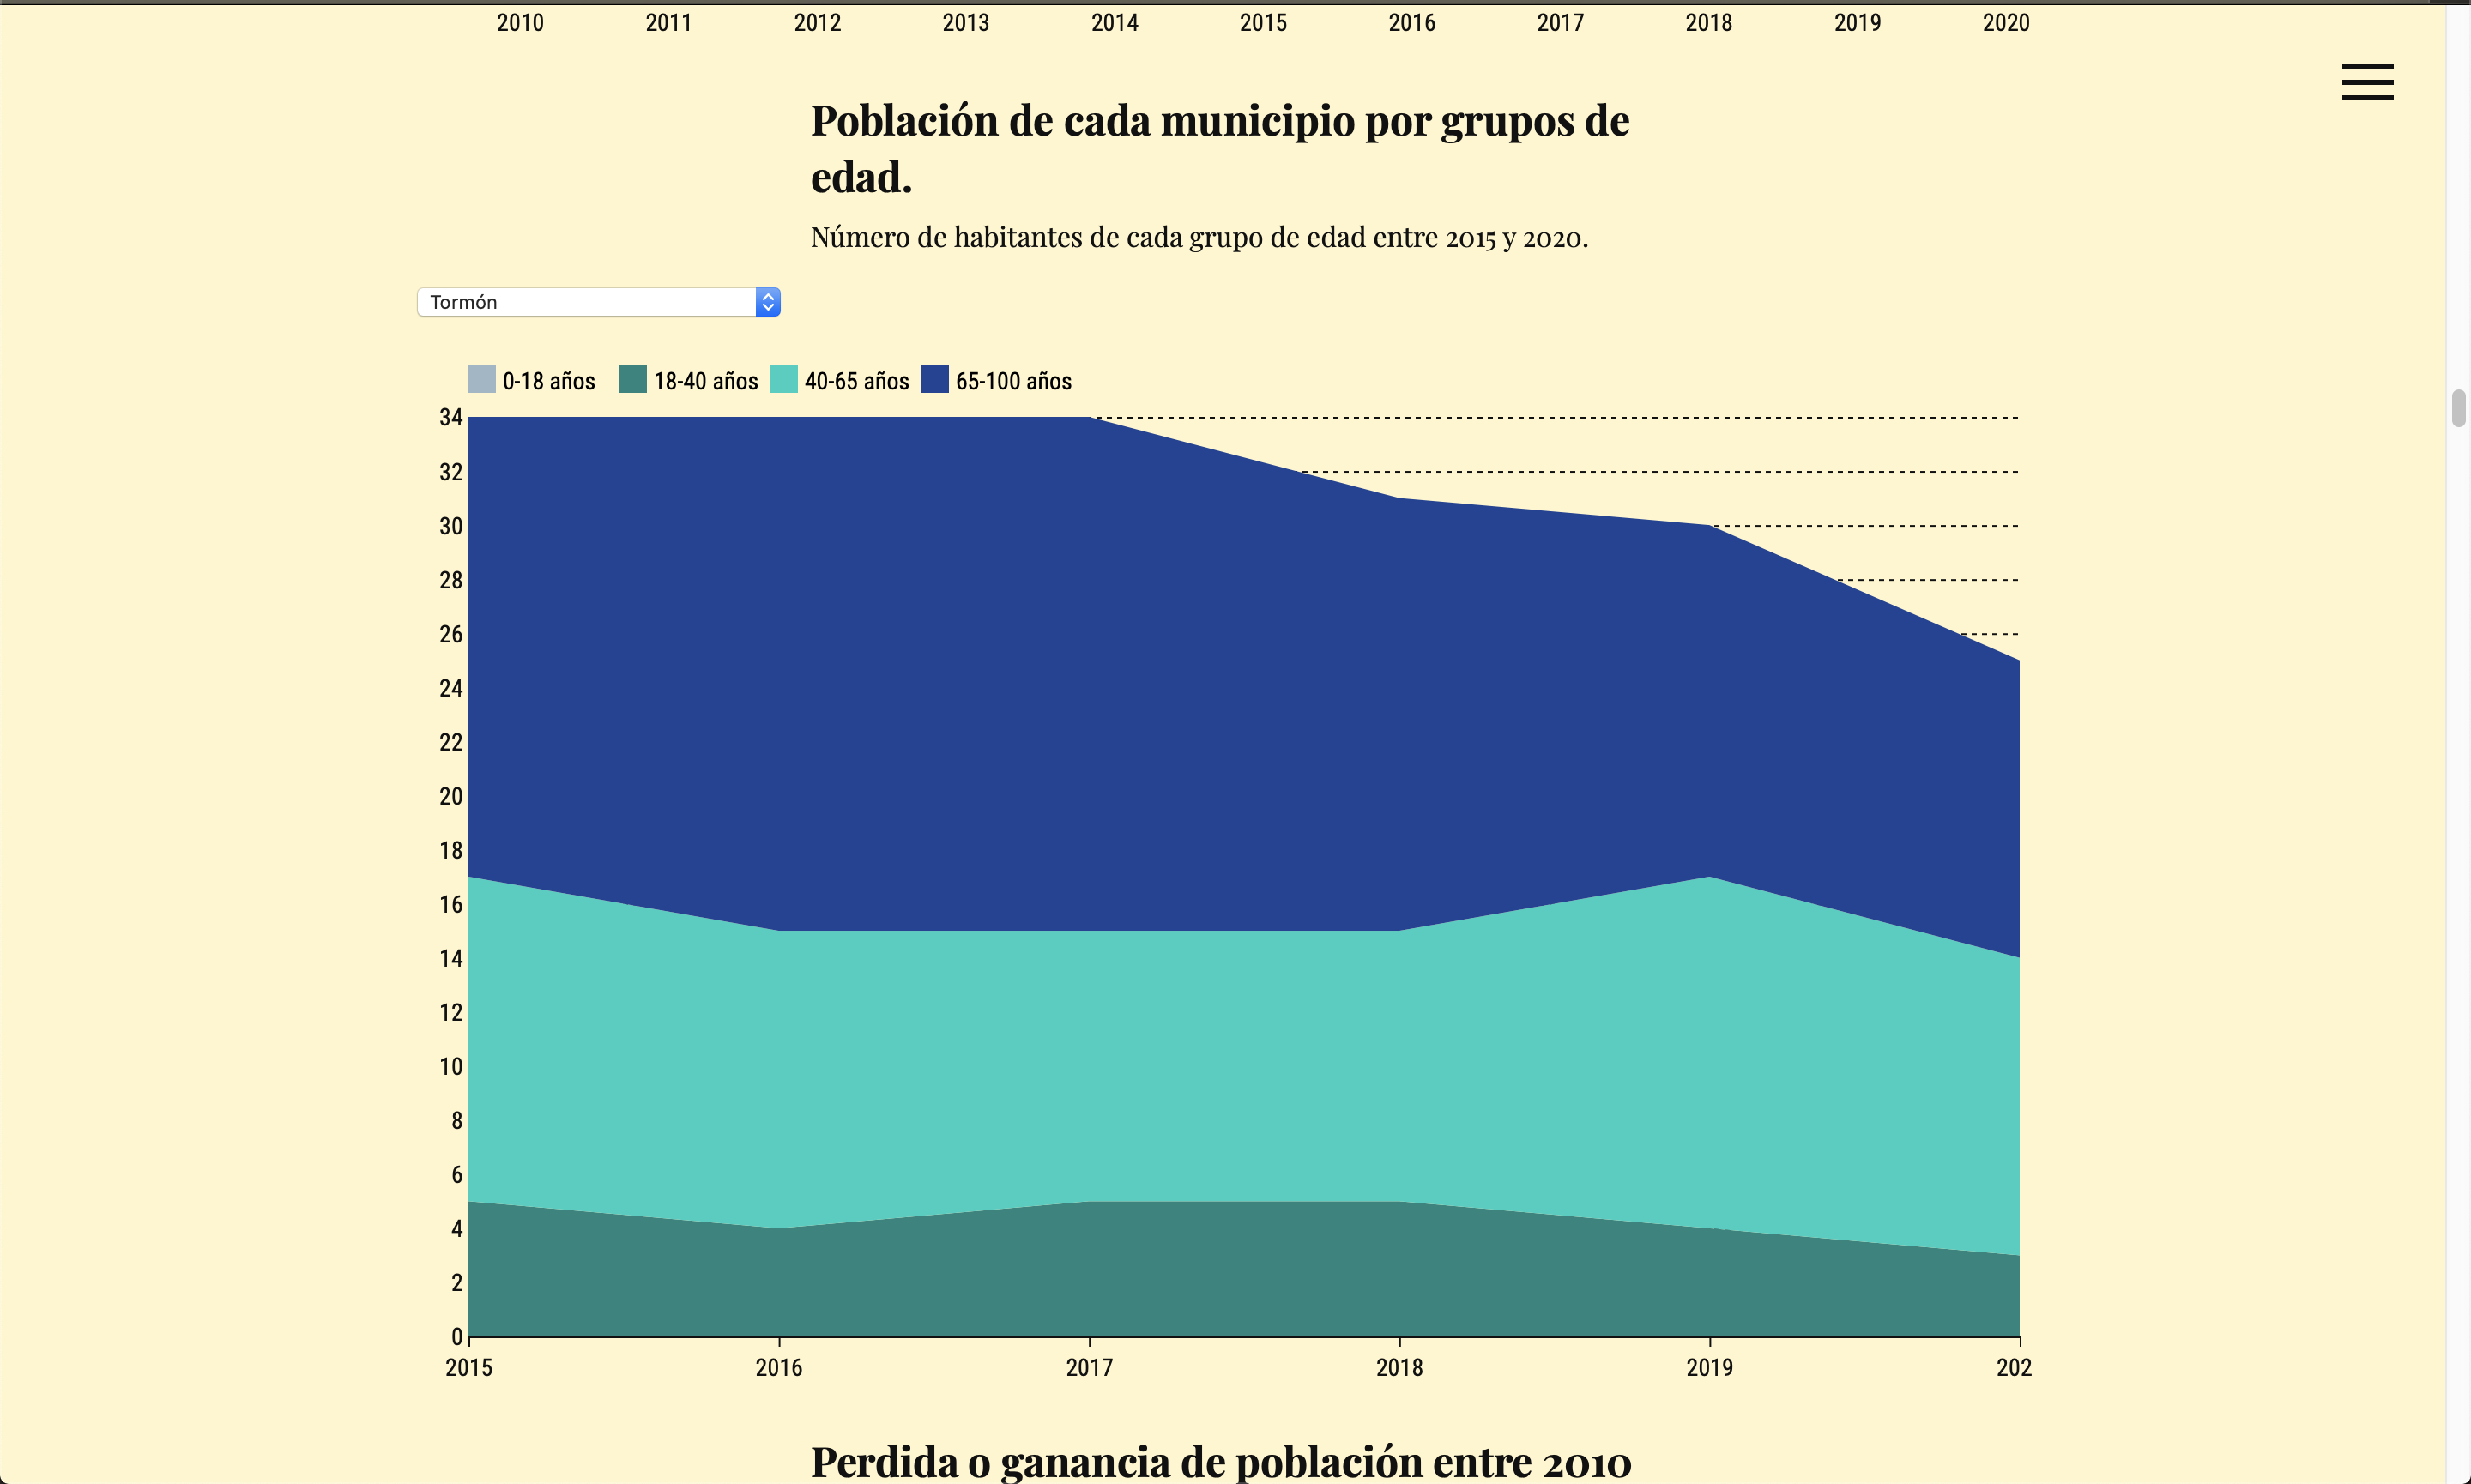 2010 2011 2012 2013 2014 2015 2016 2017 2018 2019 2020
Población de cada municipio por grupos de
edad.
Número de habitantes de cada grupo de edad entre 2015 y 2020.
Tormón
0-18 años 18-40 años 40-65 años 65-100 años
34
32
30
28
26
24
22
20
18
16
14
12
10
8
6
4
2
0
2015 2016 2017 2018 2019 202
Perdida o ganancia de población entre 2010